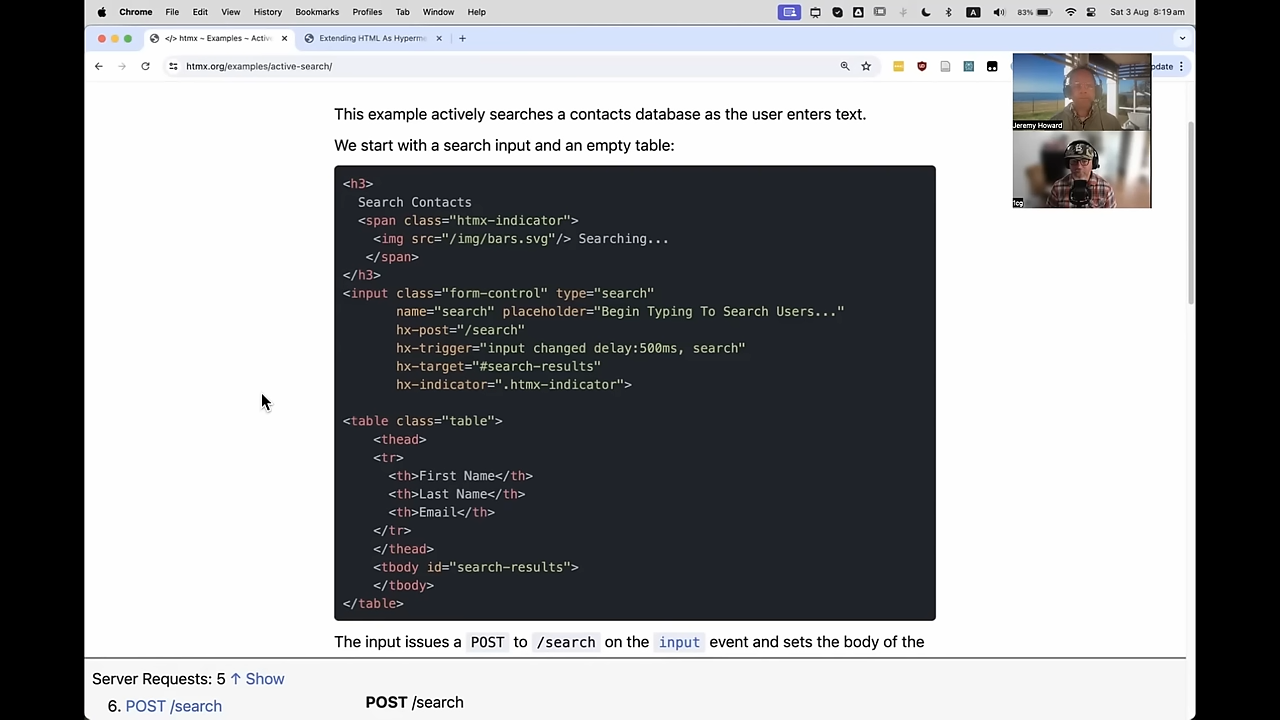 Chrome File Edit View History Bookmarks Profiles Tab Window Help A 83% Sat 3 Aug 8:19 am
</> htmx ~ Examples ~ Activ
Extending HTML As Hyperme
htmx.org/examples/active-search/
pdate
Jeremy Howard
1cg
This example actively searches a contacts database as the user enters text.
We start with a search input and an empty table:
<h3>
  Search Contacts
  <span class="htmx-indicator">
    <img src="/img/bars.svg"/> Searching...
   </span>
</h3>
<input class="form-control" type="search"
       name="search" placeholder="Begin Typing To Search Users..."
       hx-post="/search"
       hx-trigger="input changed delay:500ms, search"
       hx-target="#search-results"
       hx-indicator=".htmx-indicator">
<table class="table">
    <thead>
    <tr>
      <th>First Name</th>
      <th>Last Name</th>
      <th>Email</th>
    </tr>
    </thead>
    <tbody id="search-results">
    </tbody>
</table>
The input issues a POST to /search on the input event and sets the body of the
Server Requests: 5 ↑ Show
6. POST /search
POST /search